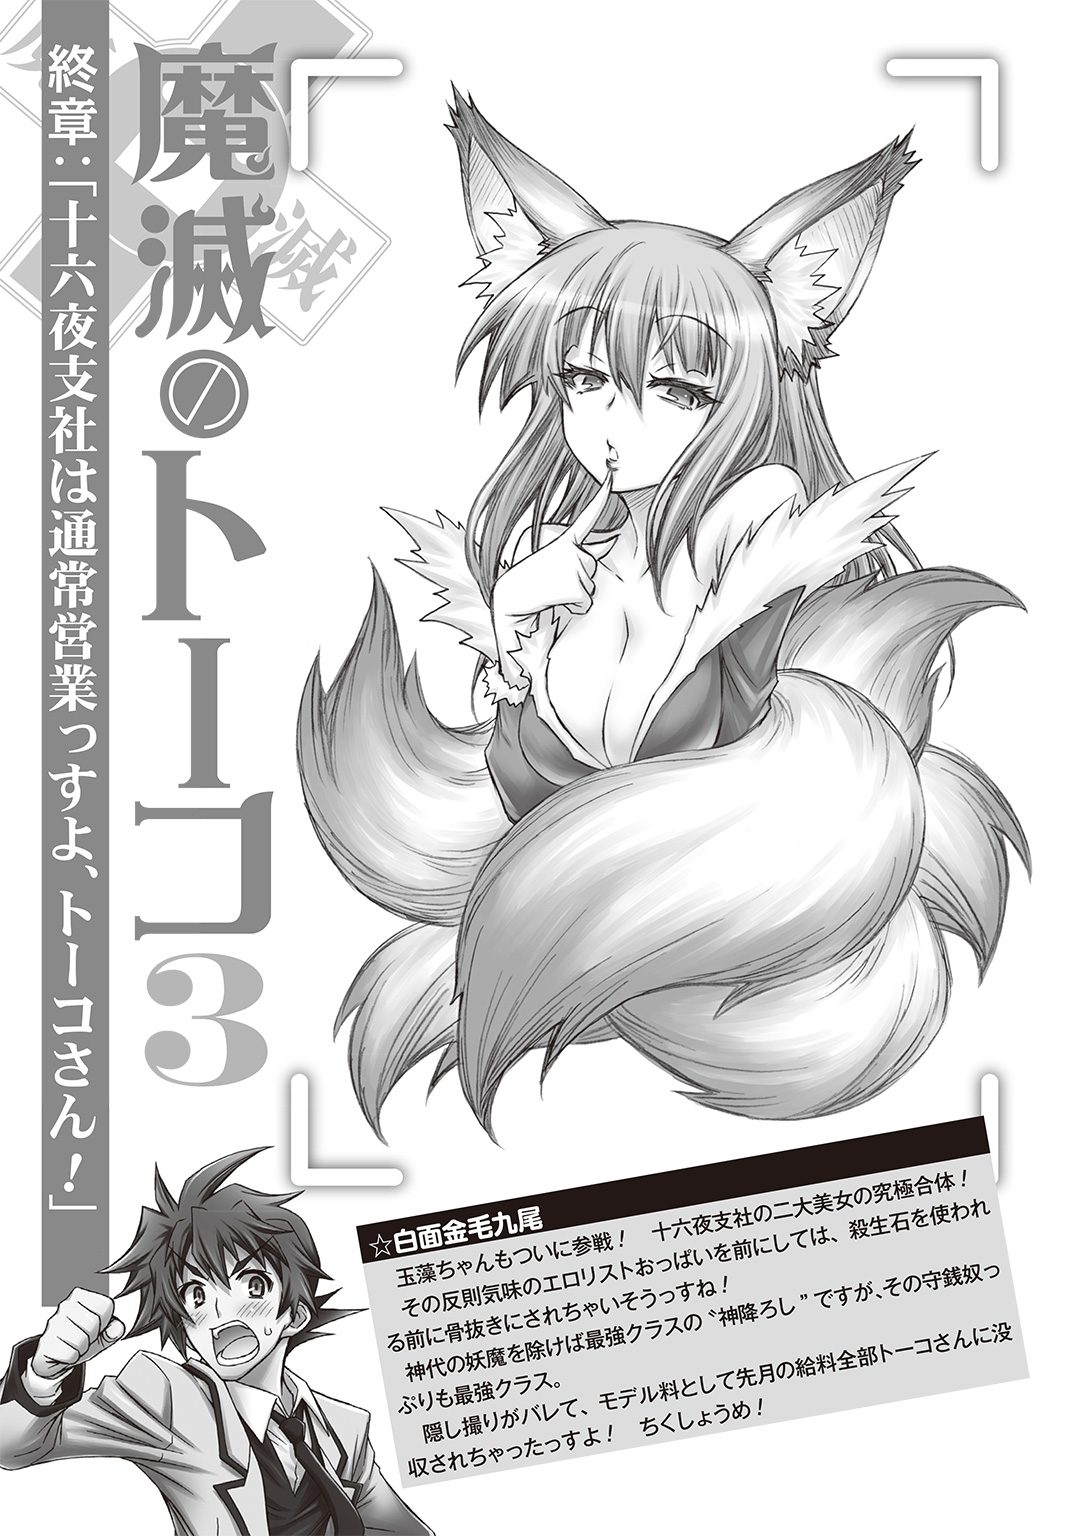 魔滅のトーコ3
終章：「十六夜支社は通常営業っすよ、トーコさん！」
滅
☆白面金毛九尾
玉藻ちゃんもついに参戦！　十六夜支社の二大美女の究極合体！
その反則気味のエロリストおっぱいを前にしては、殺生石を使われ
る前に骨抜きにされちゃいそうっすね！
神代の妖魔を除けば最強クラスの〝神降ろし〟ですが、その守銭奴っ
ぷりも最強クラス。
隠し撮りがバレて、モデル料として先月の給料全部トーコさんに没
収されちゃったっすよ！　ちくしょうめ！